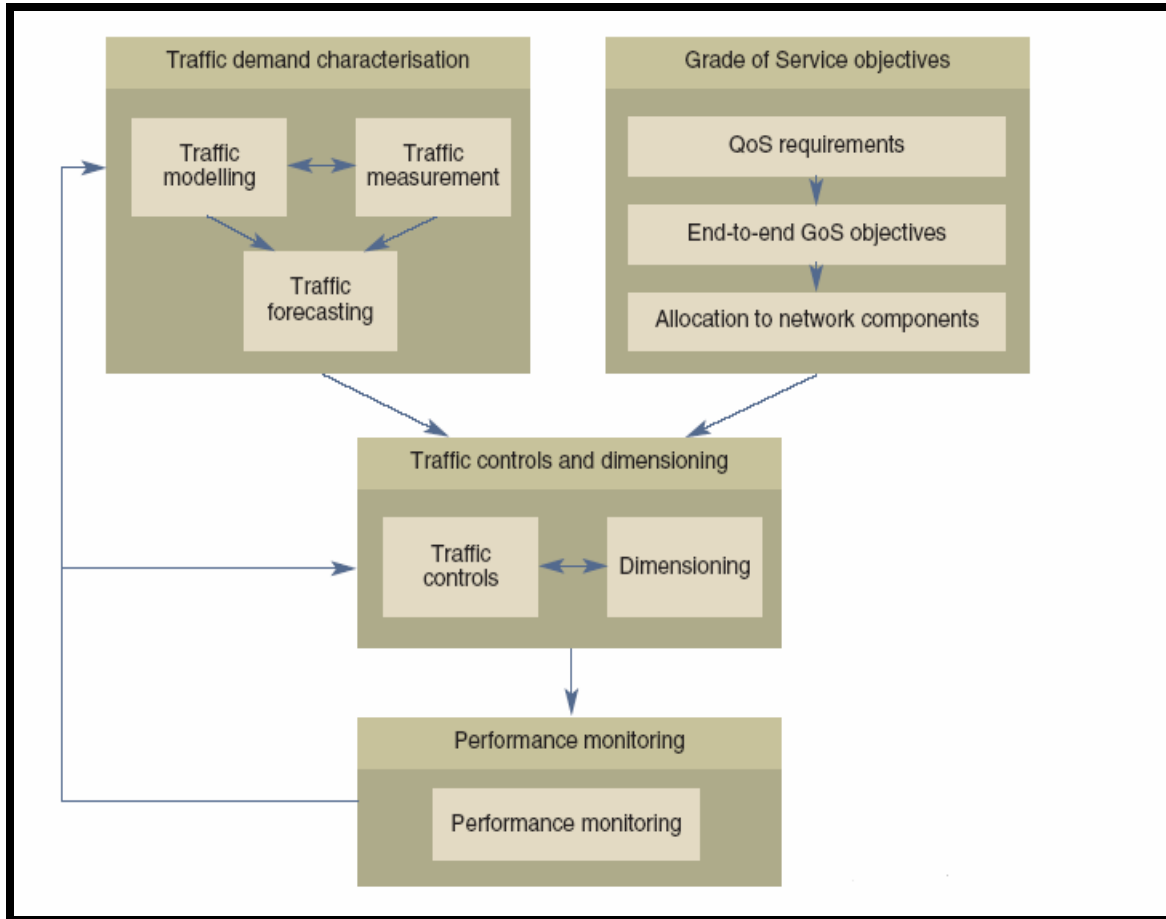 Traffic demand characterisation
Traffic
modelling
Traffic
measurement
Traffic
forecasting
Grade of Service objectives
QoS requirements
End-to-end GoS objectives
Allocation to network components
Traffic controls and dimensioning
Traffic
controls
Dimensioning
Performance monitoring
Performance monitoring